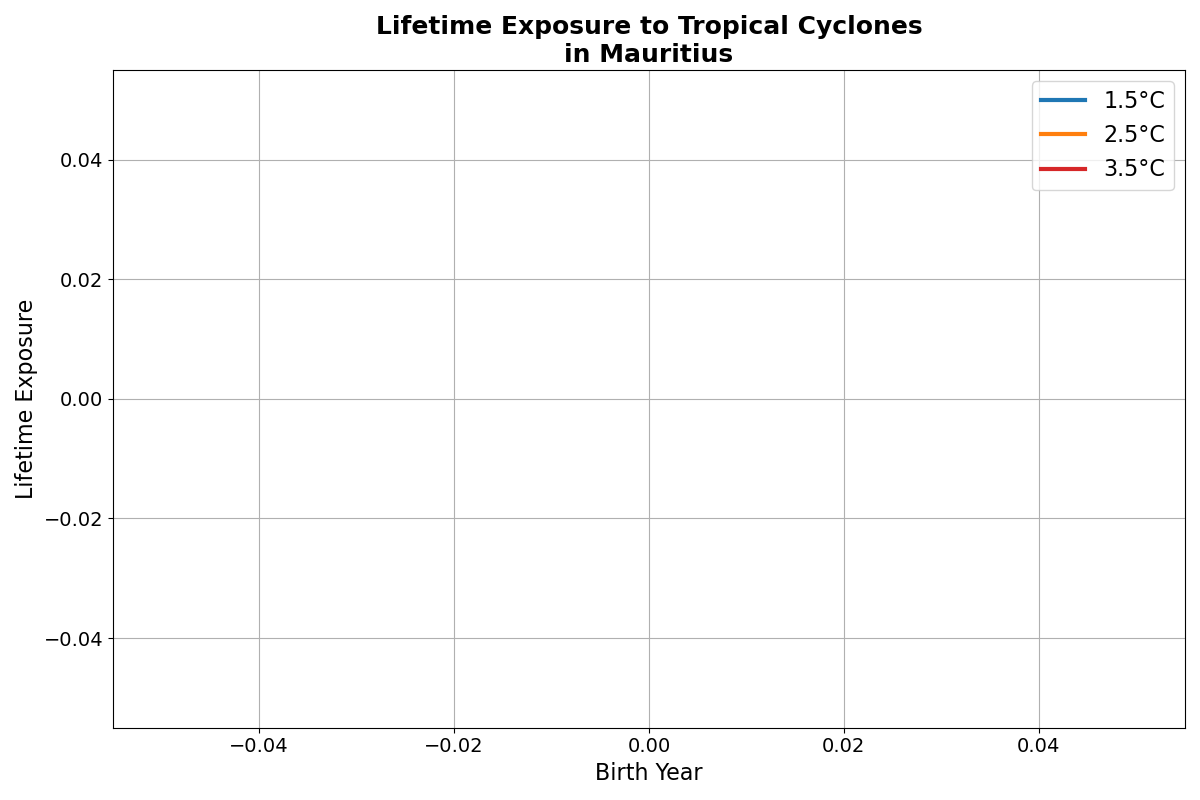 Lifetime Exposure to Tropical Cyclones
in Mauritius
1.5°C
2.5°C
3.5°C
Lifetime Exposure
0.04
0.02
0.00
−0.02
−0.04
−0.04
−0.02
0.00
0.02
0.04
Birth Year